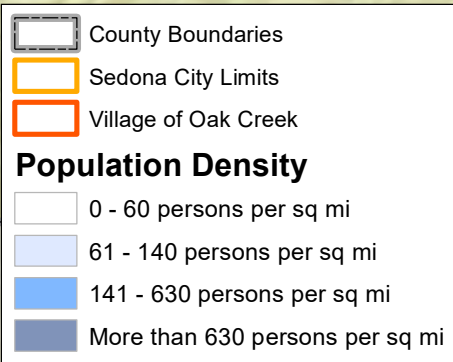 County Boundaries
Sedona City Limits
Village of Oak Creek
Population Density
0 - 60 persons per sq mi
61 - 140 persons per sq mi
141 - 630 persons per sq mi
More than 630 persons per sq mi